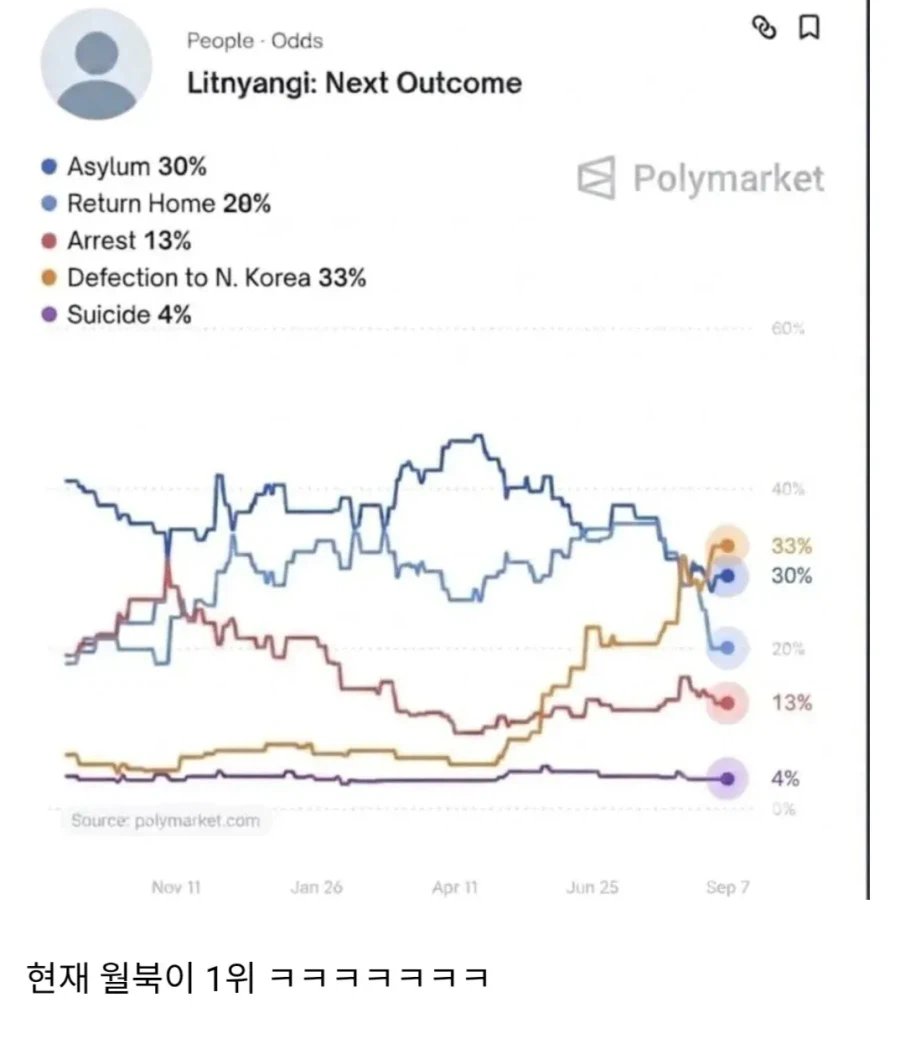 People · Odds
Litnyangi: Next Outcome
Asylum 30%
Return Home 20%
Arrest 13%
Defection to N. Korea 33%
Suicide 4%
Polymarket
60%
40%
33%
30%
20%
13%
4%
0%
Source: polymarket.com
Nov 11 Jan 26 Apr 11 Jun 25 Sep 7
현재 월북이 1위 ㅋㅋㅋㅋㅋㅋㅋ